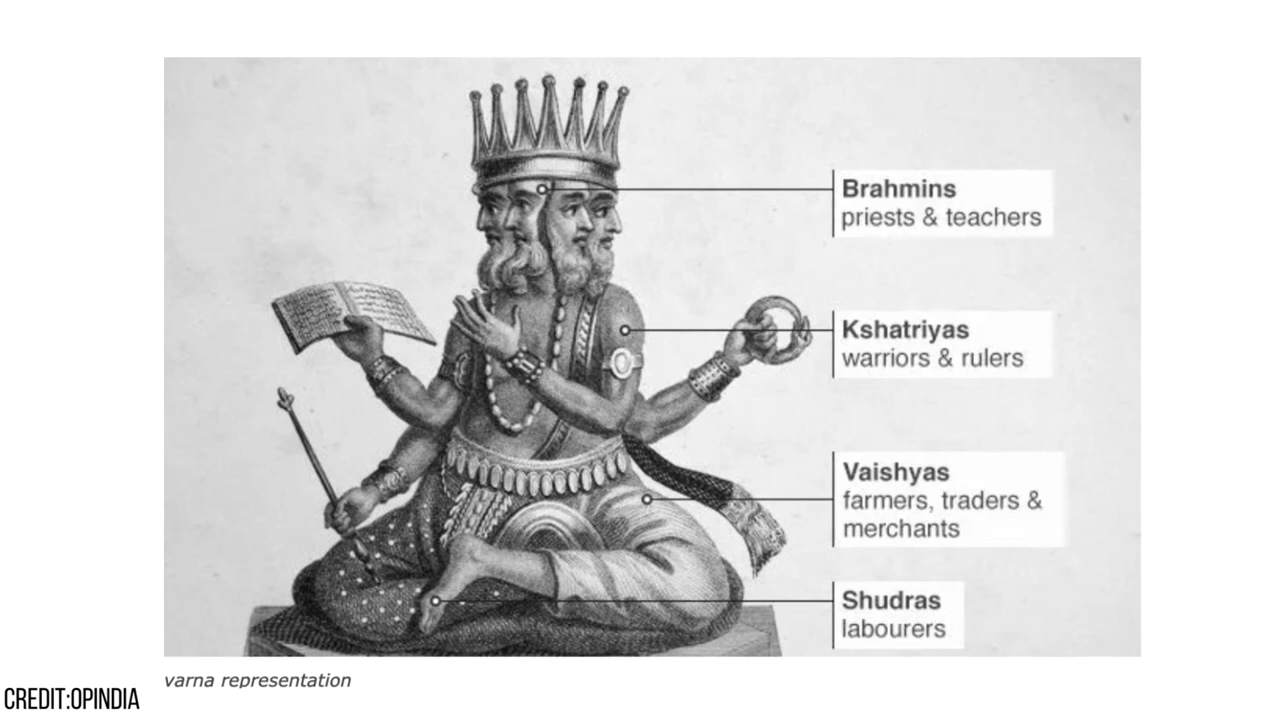 Brahmins
priests & teachers
Kshatriyas
warriors & rulers
Vaishyas
farmers, traders &
merchants
Shudras
labourers
varna representation
CREDIT:OPINDIA